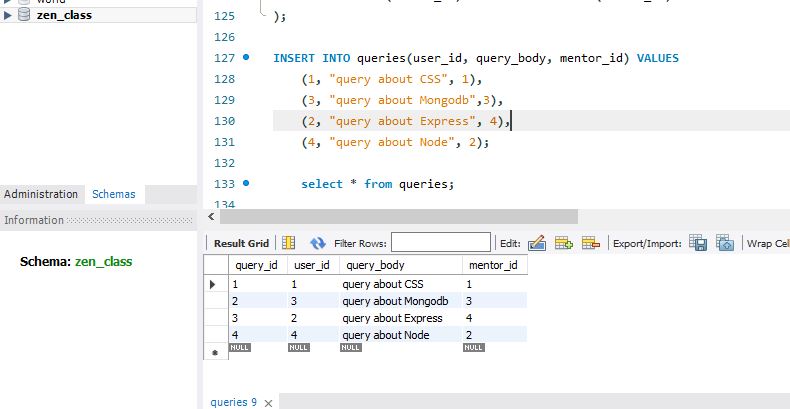 world
zen_class
Administration Schemas
Information
Schema: zen_class
125 );
126
127 INSERT INTO queries(user_id, query_body, mentor_id) VALUES
128 (1, "query about CSS", 1),
129 (3, "query about Mongodb",3),
130 (2, "query about Express", 4),
131 (4, "query about Node", 2);
132
133 select * from queries;
134
Result Grid Filter Rows: Edit: Export/Import: Wrap Cel
query_id user_id query_body mentor_id
1 1 query about CSS 1
2 3 query about Mongodb 3
3 2 query about Express 4
4 4 query about Node 2
NULL NULL NULL NULL
queries 9